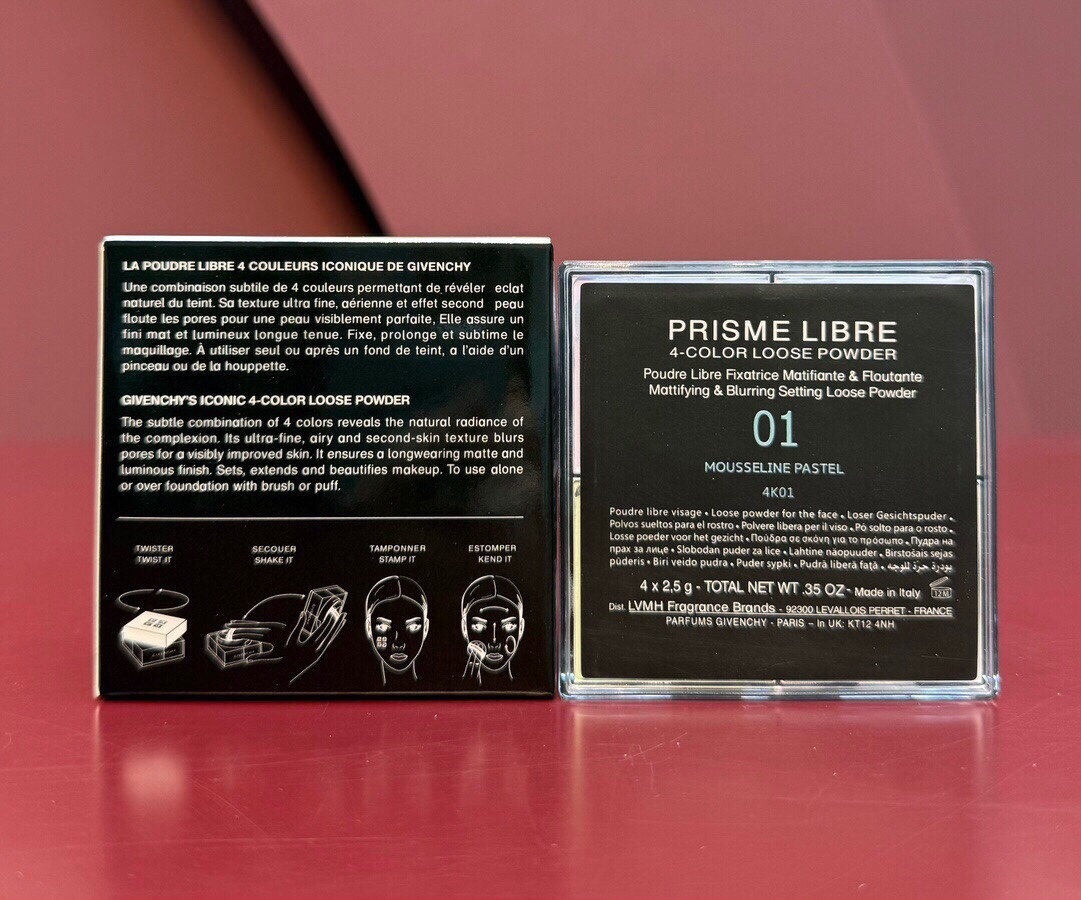 LA POUDRE LIBRE 4 COULEURS ICONIQUE DE GIVENCHY
Une combinaison subtile de 4 couleurs permettant de révéler eclat
naturel du teint. Sa texture ultra fine, aérienne et effet second peau
floute les pores pour une peau visiblement parfaite, Elle assure un
fini mat et lumineux longue tenue. Fixe, prolonge et sublime le
maquillage. À utiliser seul ou après un fond de teint, a l'aide d'un
pinceau ou de la houppette.
GIVENCHY'S ICONIC 4-COLOR LOOSE POWDER
The subtle combination of 4 colors reveals the natural radiance of
the complexion. Its ultra-fine, airy and second-skin texture blurs
pores for a visibly improved skin. It ensures a longwearing matte and
luminous finish. Sets, extends and beautifies makeup. To use alone
or over foundation with brush or puff.
TWISTER
TWIST IT
SECOUER
SHAKE IT
TAMPONNER
STAMP IT
ESTOMPER
KEND IT
PRISME LIBRE
4-COLOR LOOSE POWDER
Poudre Libre Fixatrice Matifiante & Floutante
Mattifying & Blurring Setting Loose Powder
01
MOUSSELINE PASTEL
4K01
Poudre libre visage • Loose powder for the face • Loser Gesichtspuder •
Polvos sueltos para el rostro • Polvere libera per il viso • Pó solto para o rosto •
Losse poeder voor het gezicht • Πούδρα σε σκόνη για το πρόσωπο • Пудра на
прах за лице • Slobodan puder za lice • Lahtine näopuuder • Birstošais sejas
pūderis • Biri veido pudra • Puder sypki • Pudră liberă față • بودرة حرّة للوجه
4 x 2,5 g - TOTAL NET WT .35 OZ - Made in Italy 12M
Dist. LVMH Fragrance Brands - 92300 LEVALLOIS PERRET - FRANCE
PARFUMS GIVENCHY - PARIS – In UK: KT12 4NH